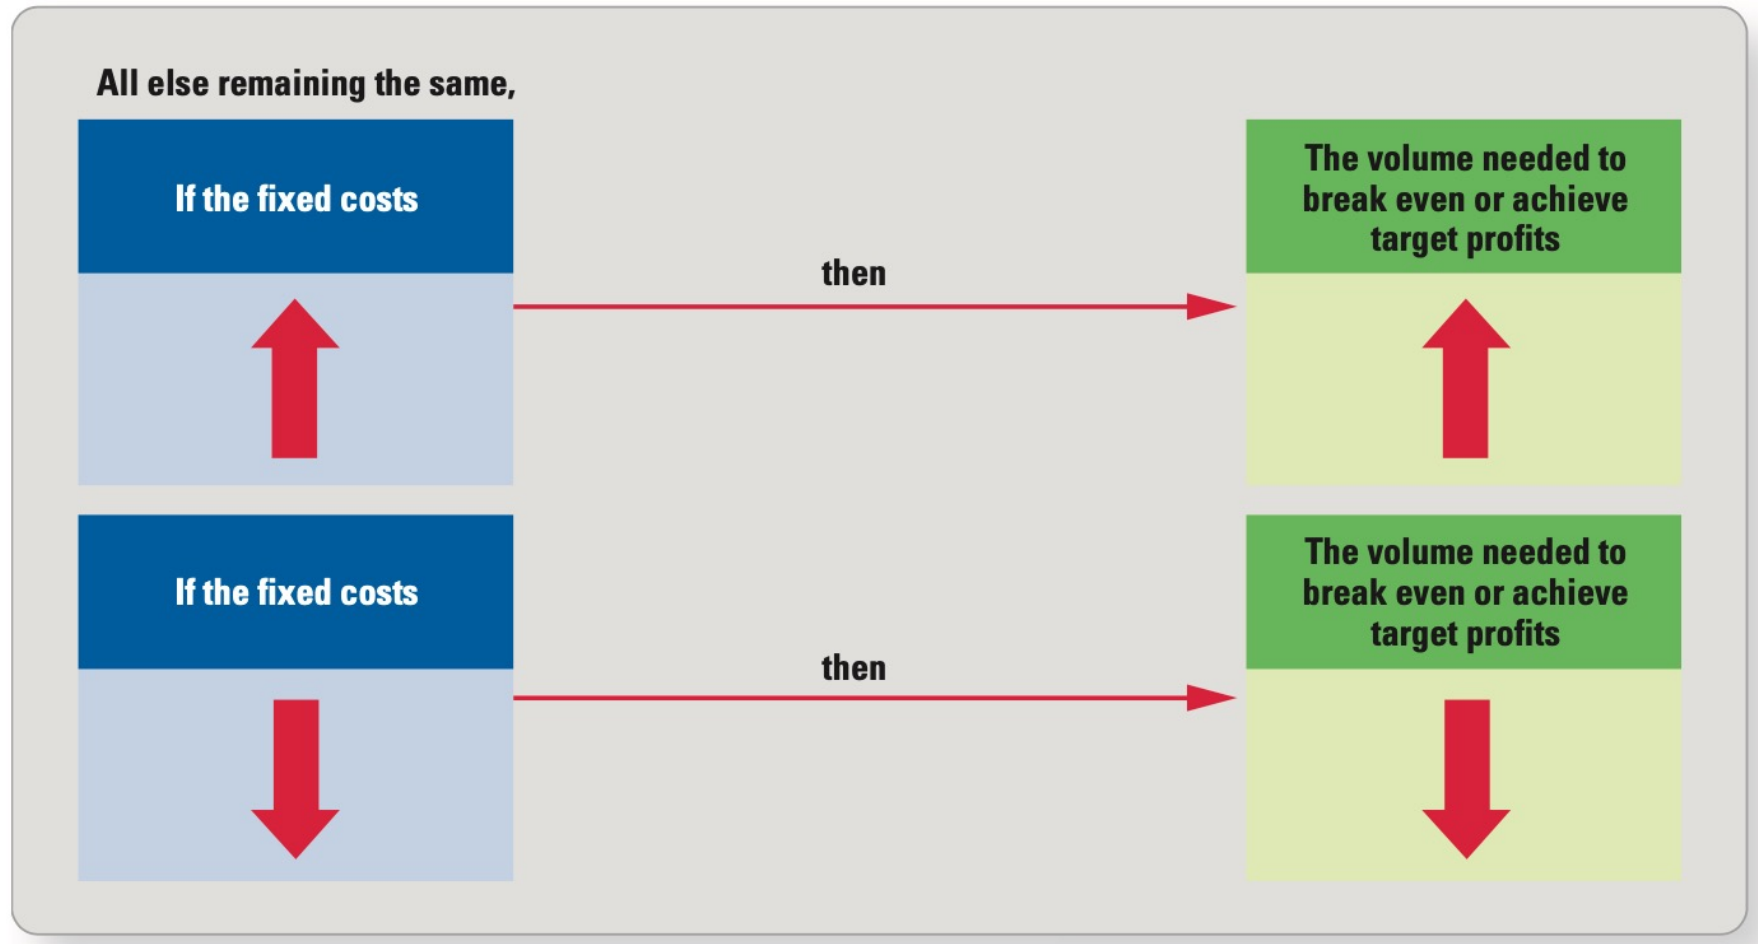 All else remaining the same,
If the fixed costs
then
The volume needed to
break even or achieve
target profits
If the fixed costs
then
The volume needed to
break even or achieve
target profits